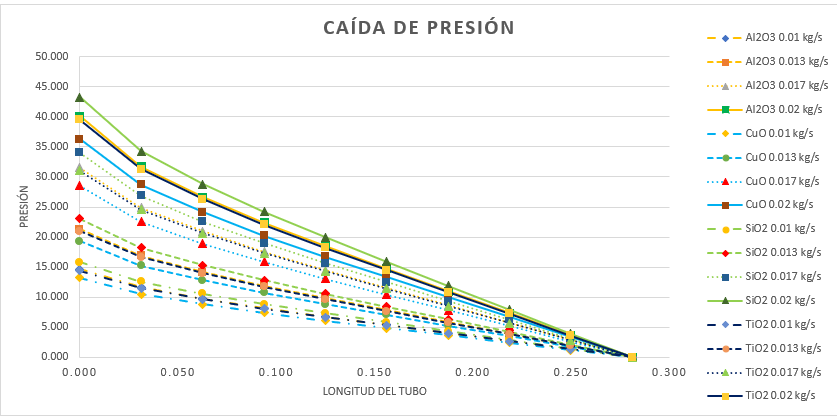 CAÍDA DE PRESIÓN
50.000
45.000
40.000
35.000
30.000
25.000
20.000
15.000
10.000
5.000
0.000
PRESIÓN
0.000 0.050 0.100 0.150 0.200 0.250 0.300
LONGITUD DEL TUBO
Al2O3 0.01 kg/s
Al2O3 0.013 kg/s
Al2O3 0.017 kg/s
Al2O3 0.02 kg/s
CuO 0.01 kg/s
CuO 0.013 kg/s
CuO 0.017 kg/s
CuO 0.02 kg/s
SiO2 0.01 kg/s
SiO2 0.013 kg/s
SiO2 0.017 kg/s
SiO2 0.02 kg/s
TiO2 0.01 kg/s
TiO2 0.013 kg/s
TiO2 0.017 kg/s
TiO2 0.02 kg/s